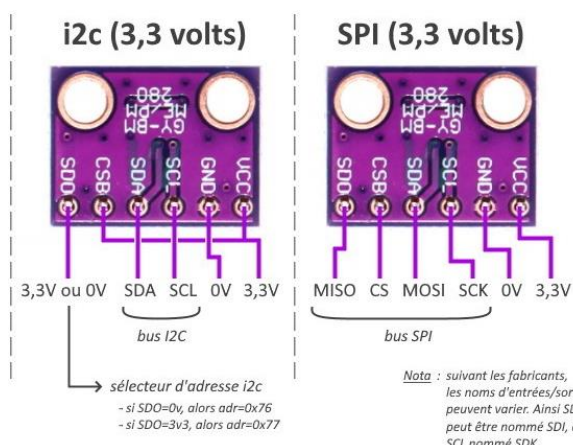 i2c (3,3 volts)
GY-BM
ME/PM
280
SDO CSB SDA SCL GND VCC
3,3V ou 0V SDA SCL 0V 3,3V
bus I2C
sélecteur d'adresse i2c
- si SDO=0v, alors adr=0x76
- si SDO=3v3, alors adr=0x77
SPI (3,3 volts)
GY-BM
ME/PM
280
SDO CSB SDA SCL GND VCC
MISO CS MOSI SCK 0V 3,3V
bus SPI
Nota : suivant les fabricants,
les noms d'entrées/sor
peuvent varier. Ainsi SD
peut être nommé SDI,
SCL nommé SDK